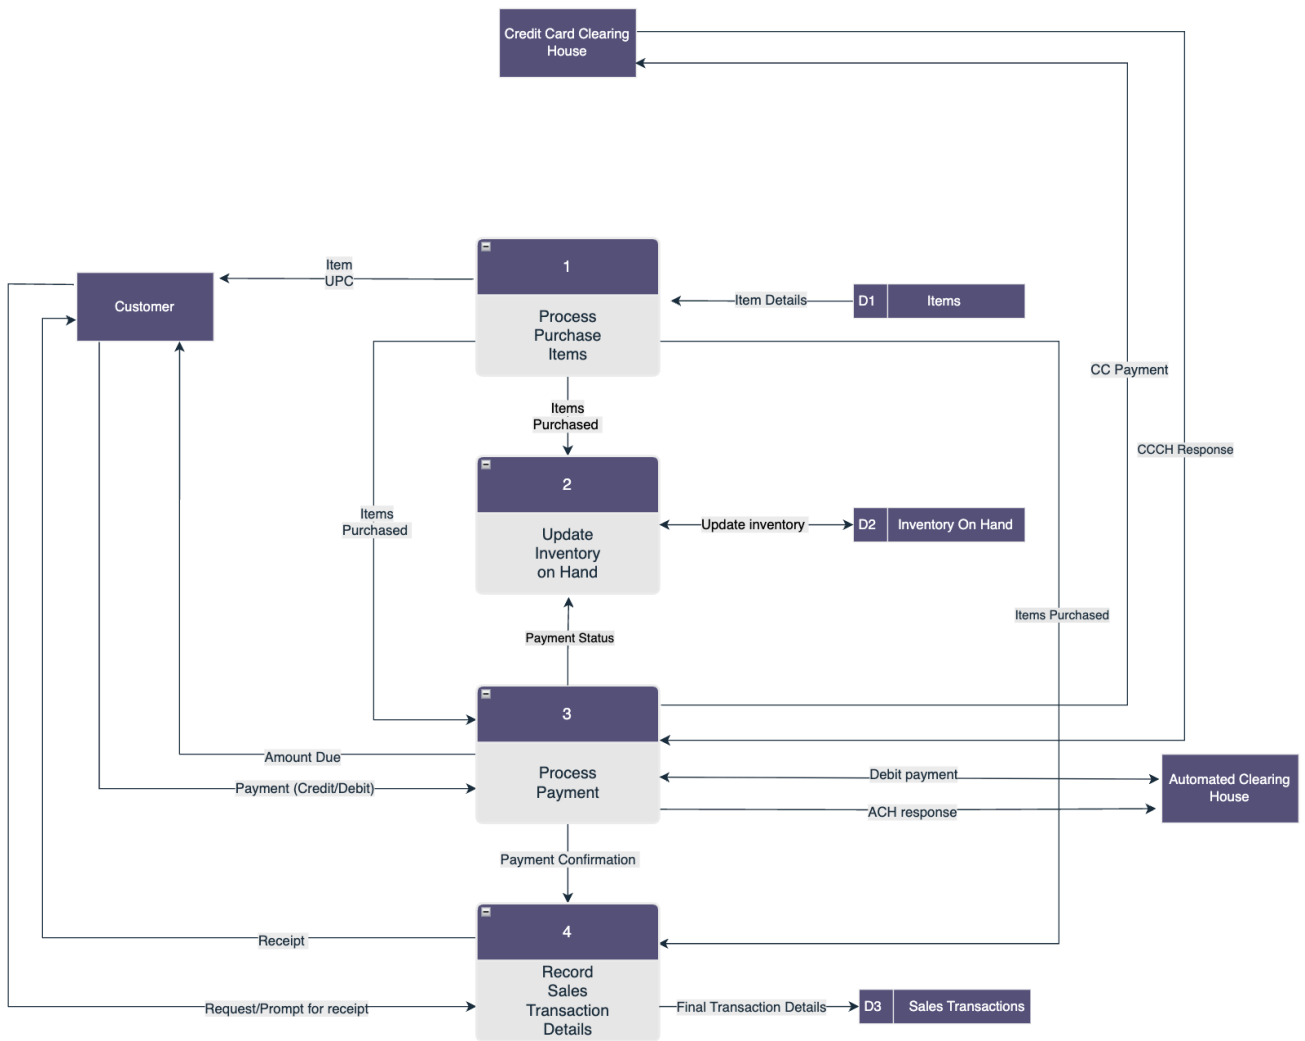 Credit Card Clearing
House
1
Item
UPC
Customer
Process
Purchase
Items
Item Details
D1
Items
CC Payment
Items
Purchased
CCCH Response
2
Items
Purchased
Update
Inventory
on Hand
Update inventory
D2
Inventory On Hand
Items Purchased
Payment Status
3
Amount Due
Process
Payment
Payment (Credit/Debit)
Debit payment
ACH response
Automated Clearing
House
Payment Confirmation
4
Receipt
Record
Sales
Transaction
Details
Request/Prompt for receipt
Final Transaction Details
D3
Sales Transactions